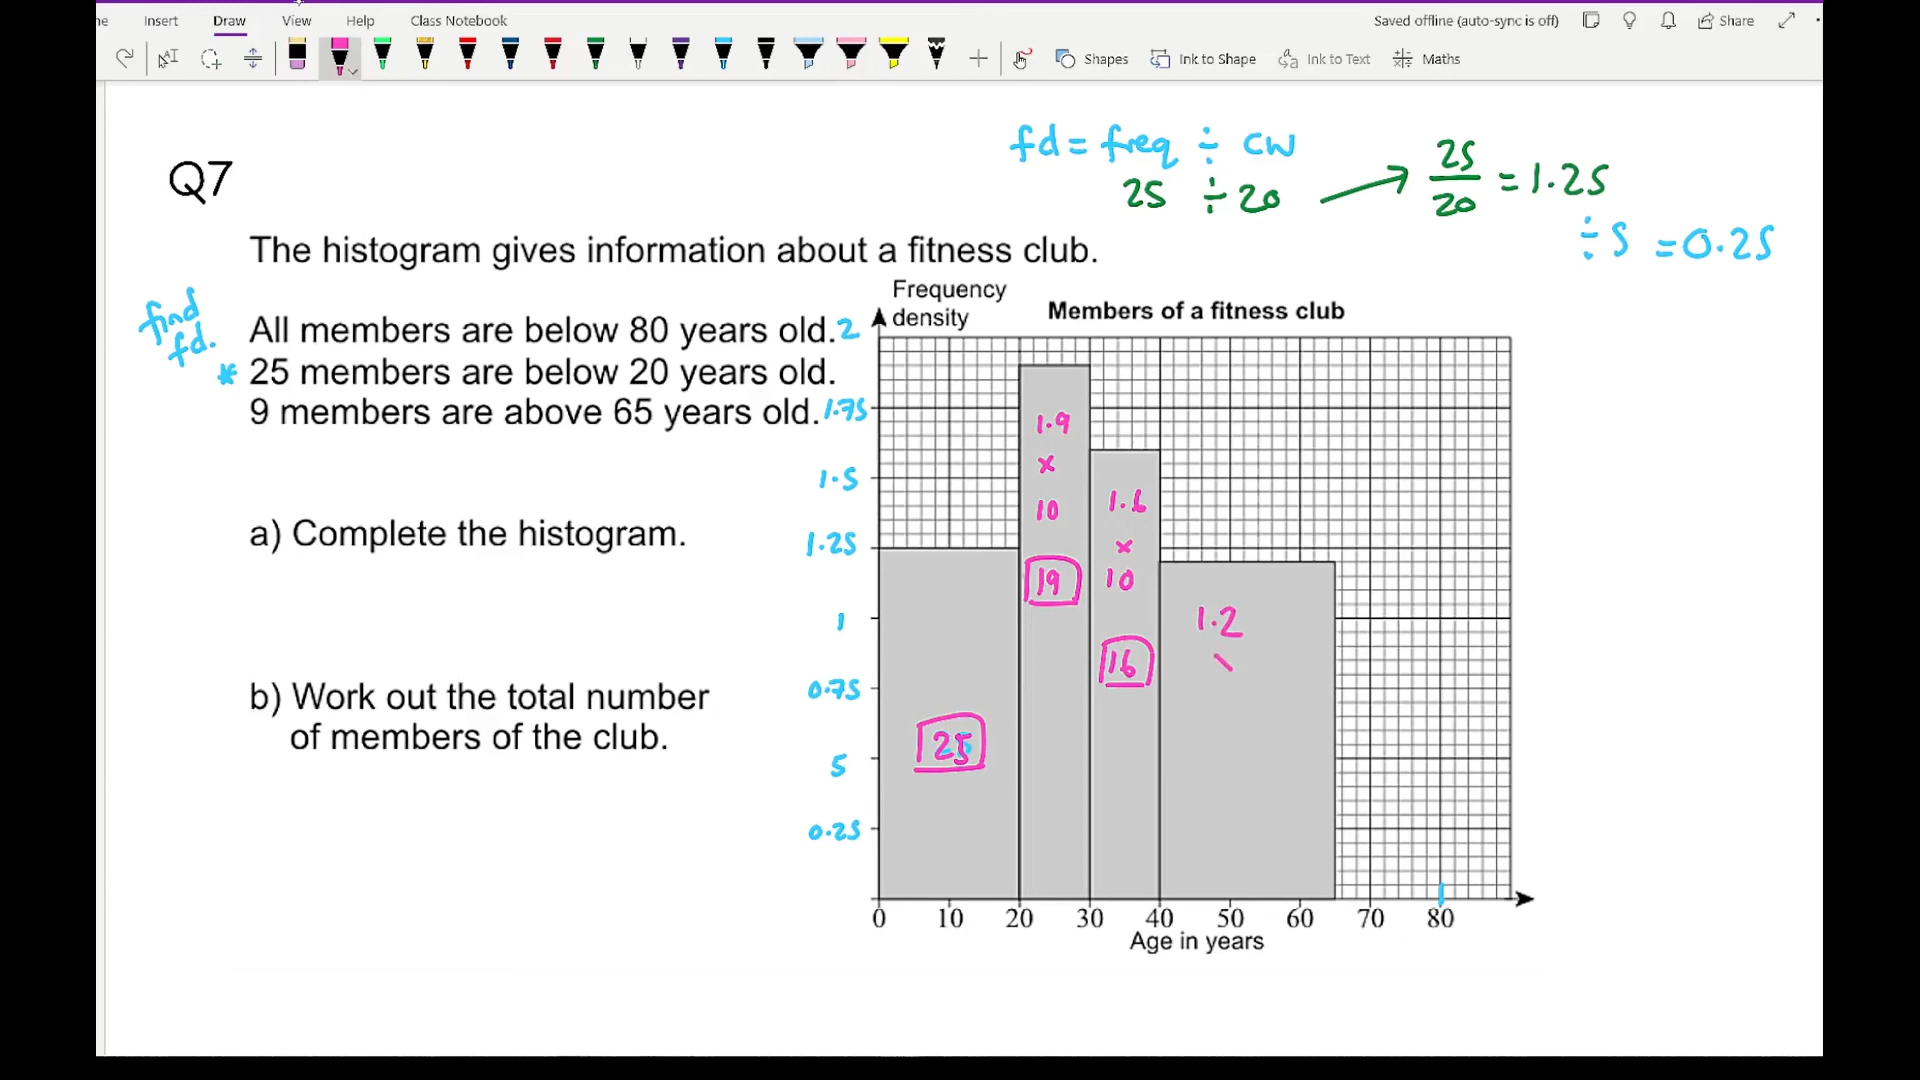 Insert Draw View Help Class Notebook Saved offline (auto-sync is off) Share
Shapes Ink to Shape Ink to Text Maths
fd = freq ÷ cw
25 ÷ 20
25
20
= 1.25
÷ 5 = 0.25
Q7
The histogram gives information about a fitness club.
find
fd.
All members are below 80 years old.
* 25 members are below 20 years old.
9 members are above 65 years old.
a) Complete the histogram.
b) Work out the total number
of members of the club.
Frequency
density
Members of a fitness club
2
1.75
1.5
1.25
1
0.75
5
0.25
25
1.9
x
10
19
1.6
x
10
16
1.2
0 10 20 30 40 50 60 70 80
Age in years